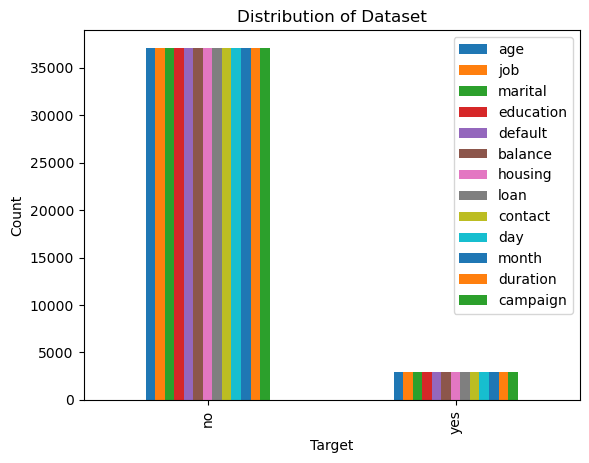 Distribution of Dataset
Count
35000
30000
25000
20000
15000
10000
5000
0
age
job
marital
education
default
balance
housing
loan
contact
day
month
duration
campaign
no
yes
Target